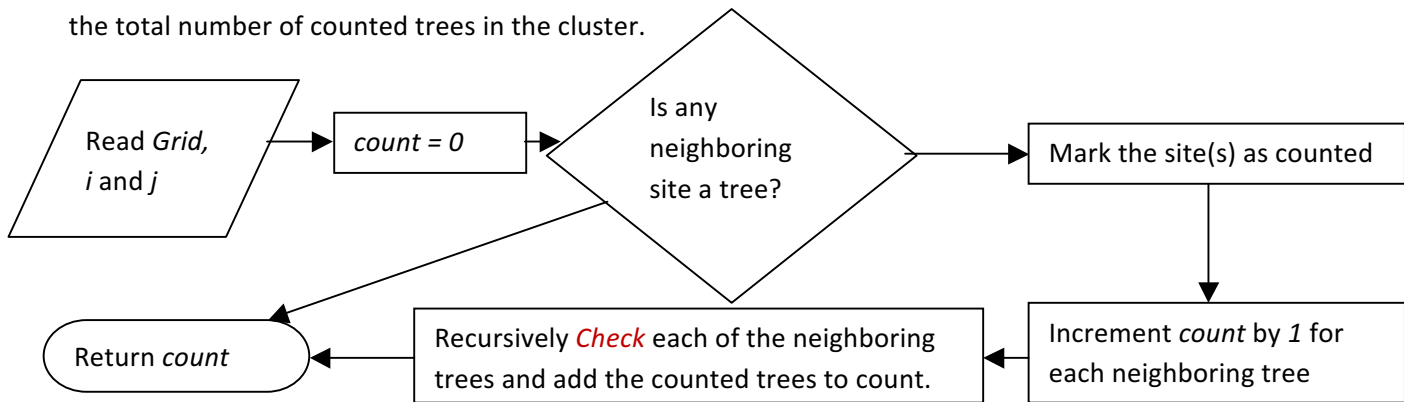 the total number of counted trees in the cluster.
Read Grid,
i and j
count = 0
Is any
neighboring
site a tree?
Mark the site(s) as counted
Increment count by 1 for
each neighboring tree
Recursively Check each of the neighboring
trees and add the counted trees to count.
Return count